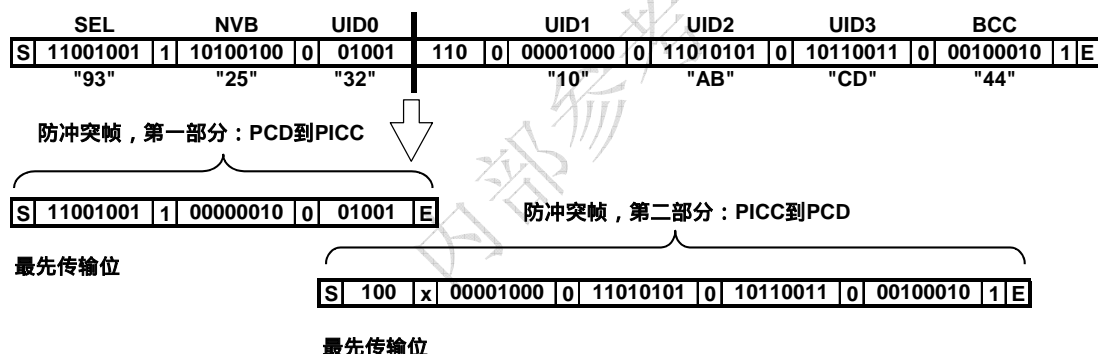 SEL NVB UID0 UID1 UID2 UID3 BCC
S 11001001 1 10100100 0 01001 110 0 00001000 0 11010101 0 10110011 0 00100010 1 E
"93" "25" "32" "10" "AB" "CD" "44"
防冲突帧，第一部分：PCD到PICC
S 11001001 1 00000010 0 01001 E
防冲突帧，第二部分：PICC到PCD
最先传输位
S 100 x 00001000 0 11010101 0 10110011 0 00100010 1 E
最先传输位
内部参考